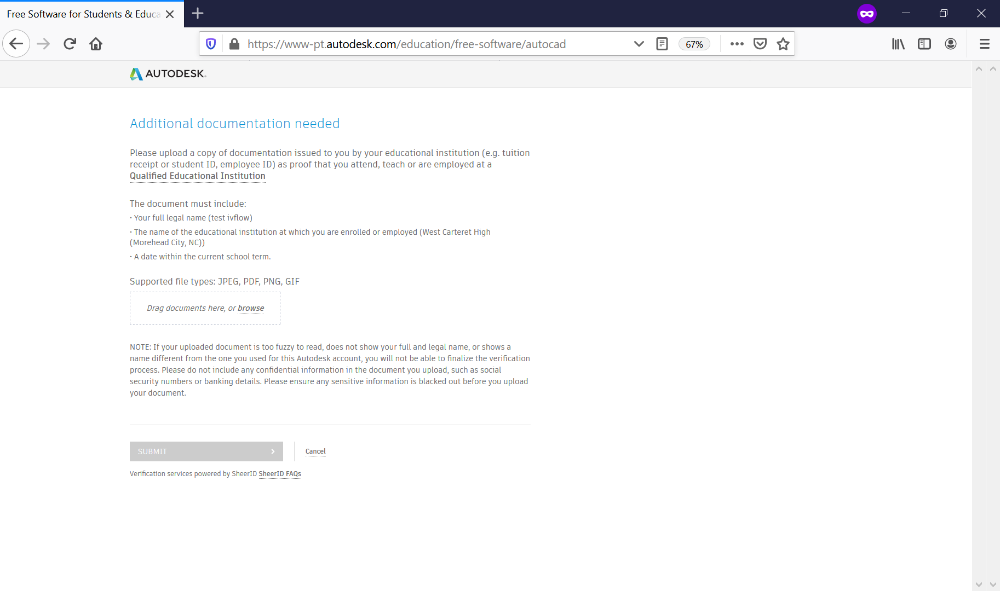 Free Software for Students & Educa
https://www-pt.autodesk.com/education/free-software/autocad
67%
AUTODESK.
Additional documentation needed
Please upload a copy of documentation issued to you by your educational institution (e.g. tuition
receipt or student ID, employee ID) as proof that you attend, teach or are employed at a
Qualified Educational Institution
The document must include:
· Your full legal name (test ivflow)
· The name of the educational institution at which you are enrolled or employed (West Carteret High
(Morehead City, NC))
· A date within the current school term.
Supported file types: JPEG, PDF, PNG, GIF
Drag documents here, or browse
NOTE: If your uploaded document is too fuzzy to read, does not show your full and legal name, or shows a
name different from the one you used for this Autodesk account, you will not be able to finalize the verification
process. Please do not include any confidential information in the document you upload, such as social
security numbers or banking details. Please ensure any sensitive information is blacked out before you upload
your document.
SUBMIT
Cancel
Verification services powered by SheerID SheerID FAQs